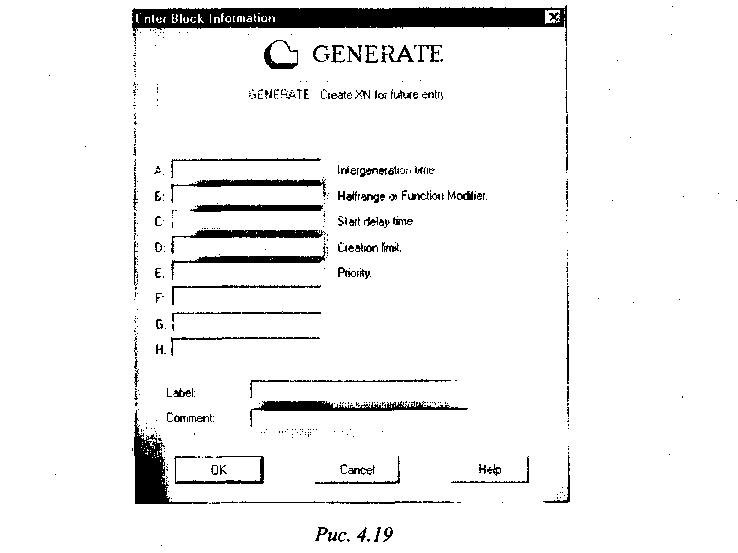 Enter Block Information
GENERATE
GENERATE Create XN for future entry
A: Intergeneration time
B: Halfrange or Function Modifier.
C: Start delay time
D: Creation limit.
E: Priority.
F:
G.
H.
Label:
Comment:
OK Cancel Help
Рис. 4.19